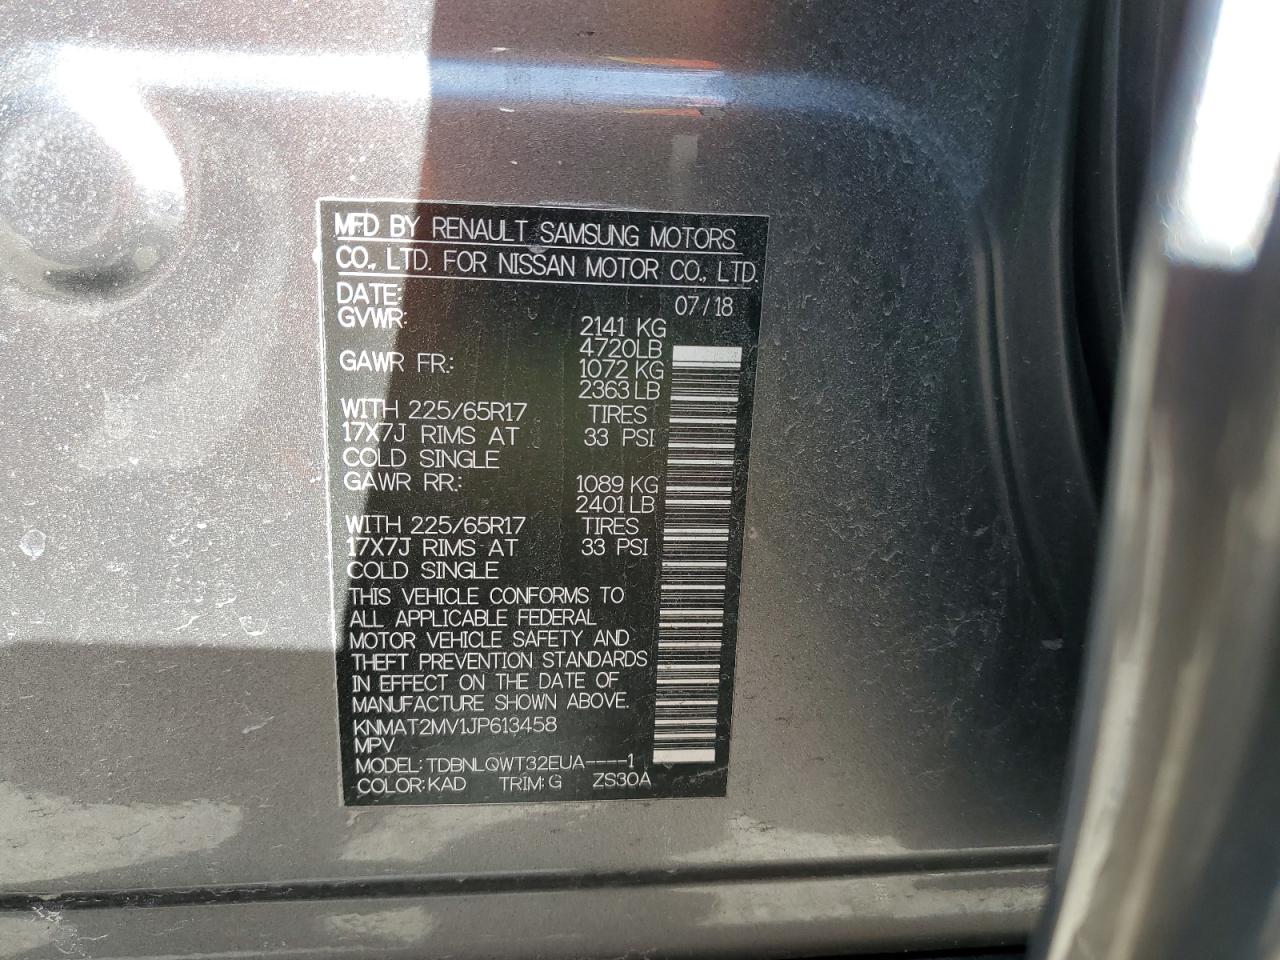 MFD BY RENAULT SAMSUNG MOTORS
CO., LTD. FOR NISSAN MOTOR CO., LTD.
DATE: 07/18
GVWR: 2141 KG
4720LB
GAWR FR: 1072 KG
2363 LB
WITH 225/65R17 TIRES
17X7J RIMS AT 33 PSI
COLD SINGLE
GAWR RR: 1089 KG
2401 LB
WITH 225/65R17 TIRES
17X7J RIMS AT 33 PSI
COLD SINGLE
THIS VEHICLE CONFORMS TO
ALL APPLICABLE FEDERAL
MOTOR VEHICLE SAFETY AND
THEFT PREVENTION STANDARDS
IN EFFECT ON THE DATE OF
MANUFACTURE SHOWN ABOVE.
KNMAT2MV1JP613458
MPV
MODEL: TDBNLQWT32EUA----1
COLOR: KAD TRIM: G ZS30A